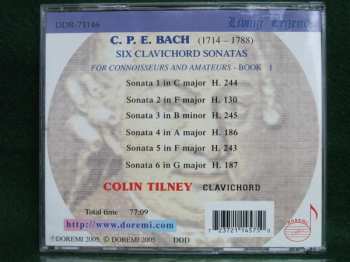 DDR-71146
Living Legends
C. P. E. BACH (1714 – 1788)
SIX CLAVICHORD SONATAS
FOR CONNOISSEURS AND AMATEURS - BOOK 1
Sonata 1 in C major H. 244
Sonata 2 in F major H. 130
Sonata 3 in B minor H. 245
Sonata 4 in A major H. 186
Sonata 5 in F major H. 243
Sonata 6 in G major H. 187
COLIN TILNEY CLAVICHORD
Total time 77:09
http://www.doremi.com
℗ DOREMI 2005 © DOREMI 2005 DDD
Doremi